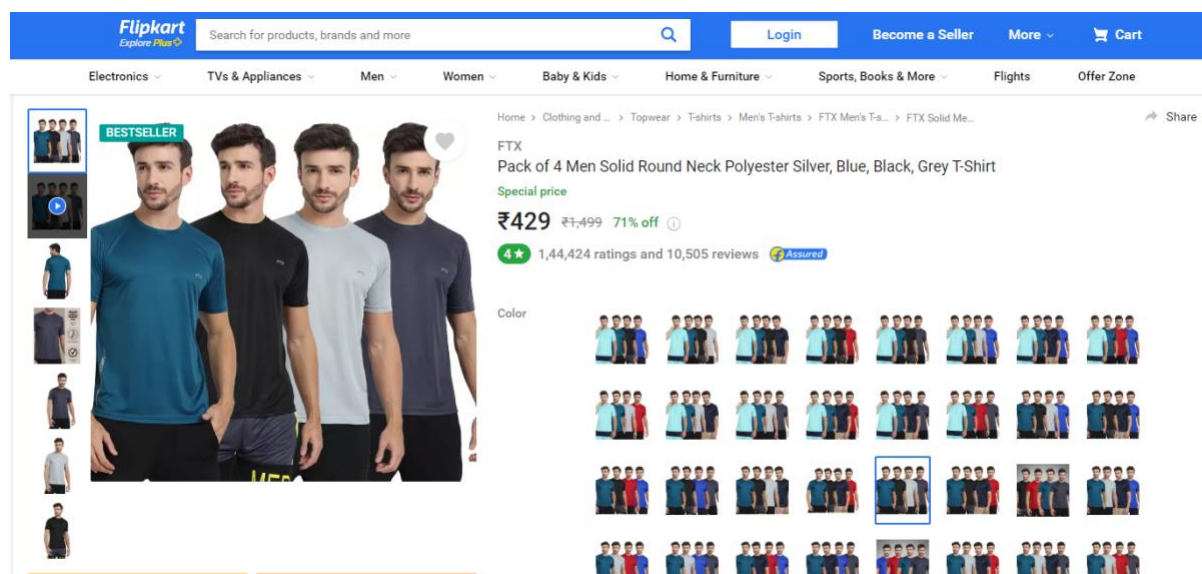 Flipkart
Explore Plus
Search for products, brands and more
Login
Become a Seller
More
Cart
Electronics
TVs & Appliances
Men
Women
Baby & Kids
Home & Furniture
Sports, Books & More
Flights
Offer Zone
BESTSELLER
Home > Clothing and ... > Topwear > T-shirts > Men's T-shirts > FTX Men's T-s... > FTX Solid Me...
Share
FTX
Pack of 4 Men Solid Round Neck Polyester Silver, Blue, Black, Grey T-Shirt
Special price
₹429 ₹1,499 71% off
4★ 1,44,424 ratings and 10,505 reviews Assured
Color